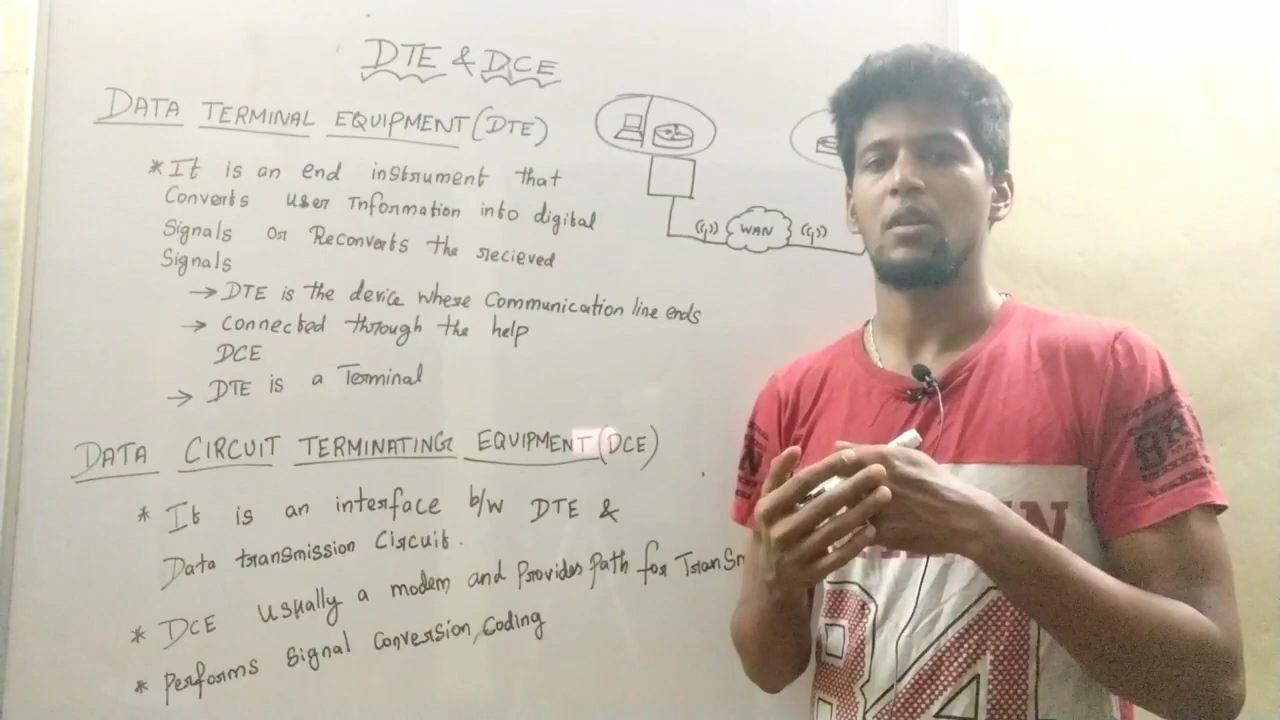 DTE & DCE
DATA TERMINAL EQUIPMENT (DTE)
* It is an end instrument that
Converts user Information into digital
Signals or Reconverts the recieved
Signals
→ DTE is the device where Communication line ends
→ Connected through the help
DCE
→ DTE is a Terminal
((ı)) WAN ((ı))
DATA CIRCUIT TERMINATING EQUIPMENT (DCE)
* It is an interface b/w DTE &
Data transmission Circuit.
* DCE usually a modem and Provides Path for
* Performs Signal Conversion, Coding
84